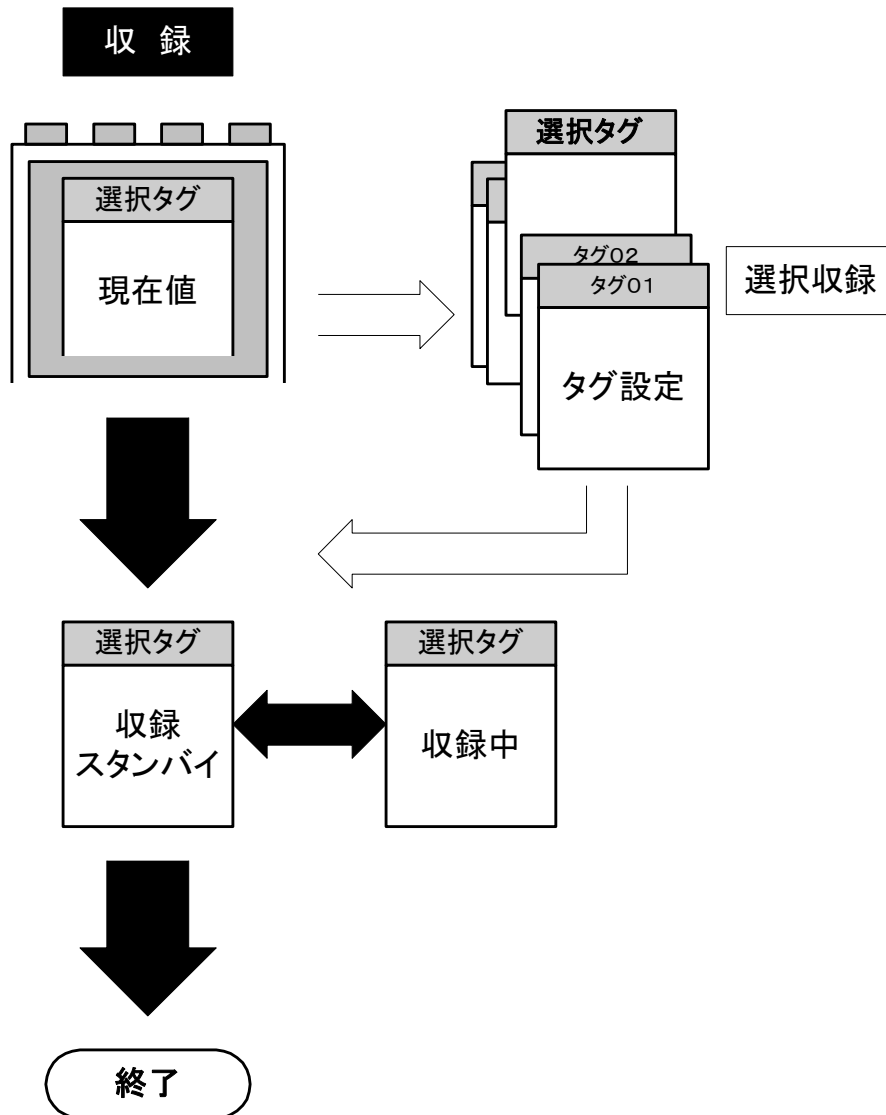 収 録
選択タグ
現在値
選択タグ
タグ02
タグ01
タグ設定
選択収録
選択タグ
収録
スタンバイ
選択タグ
収録中
終了